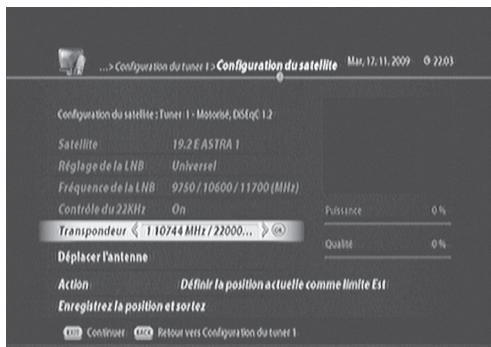 ...> Configuration du tuner 1 > Configuration du satellite Mar, 17. 11. 2009 22:03
Configuration du satellite : Tuner 1 - Motorisé, DiSEqC 1.2
Satellite 19.2 E ASTRA 1
Réglage de la LNB Universel
Fréquence de la LNB 9750 / 10600 / 11700 (MHz)
Contrôle du 22KHz On
Puissance 0 %
Transpondeur 1 10744 MHz / 22000... OK
Qualité 0 %
Déplacer l'antenne
Action Définir la position actuelle comme limite Est
Enregistrez la position et sortez
EXIT Continuer BACK Retour vers Configuration du tuner 1